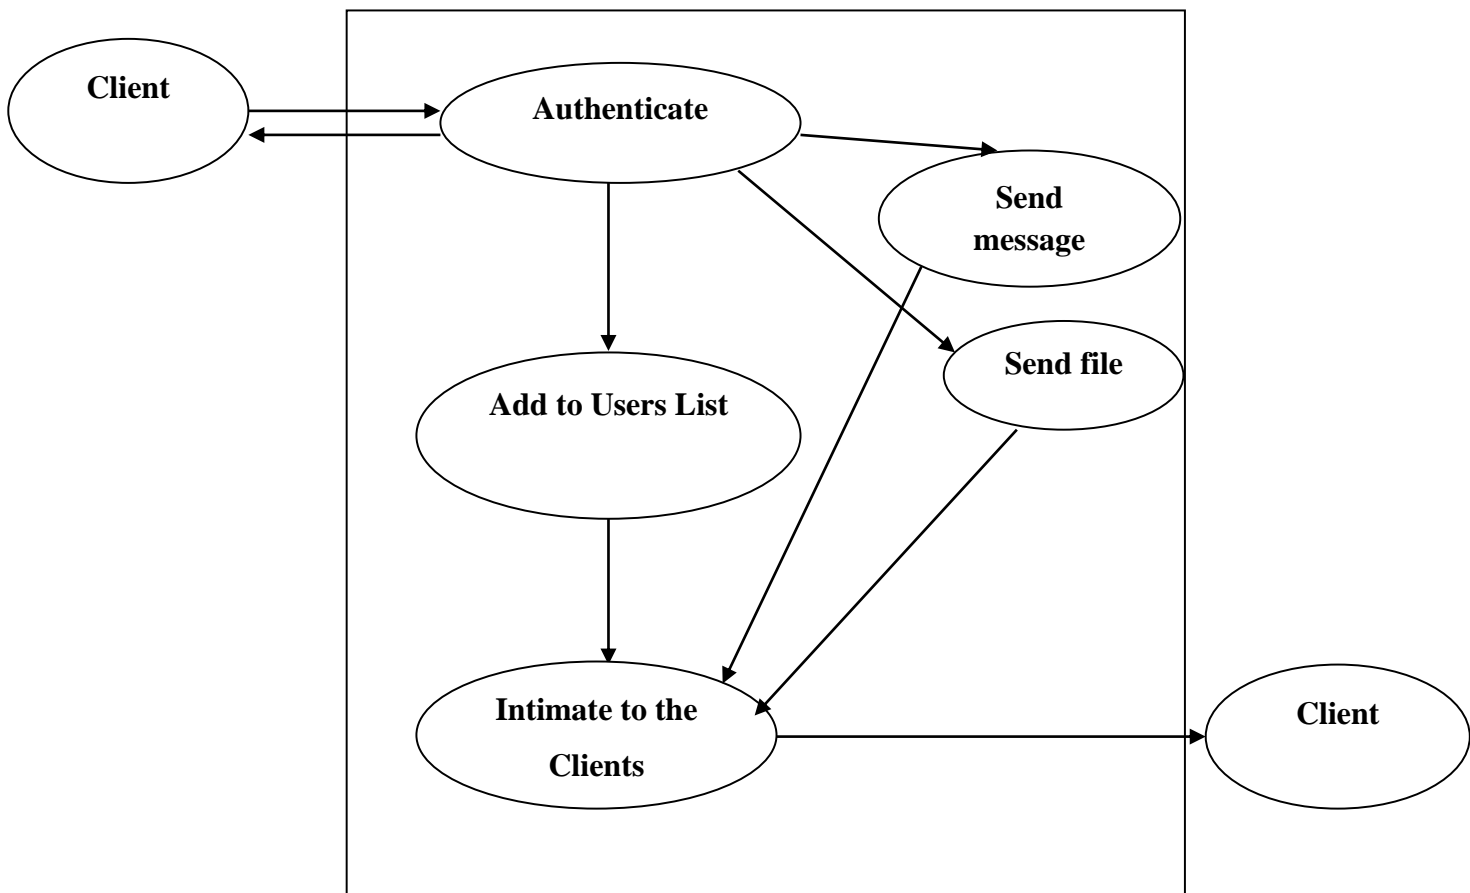 Client
Authenticate
Send
message
Send file
Add to Users List
Intimate to the
Clients
Client